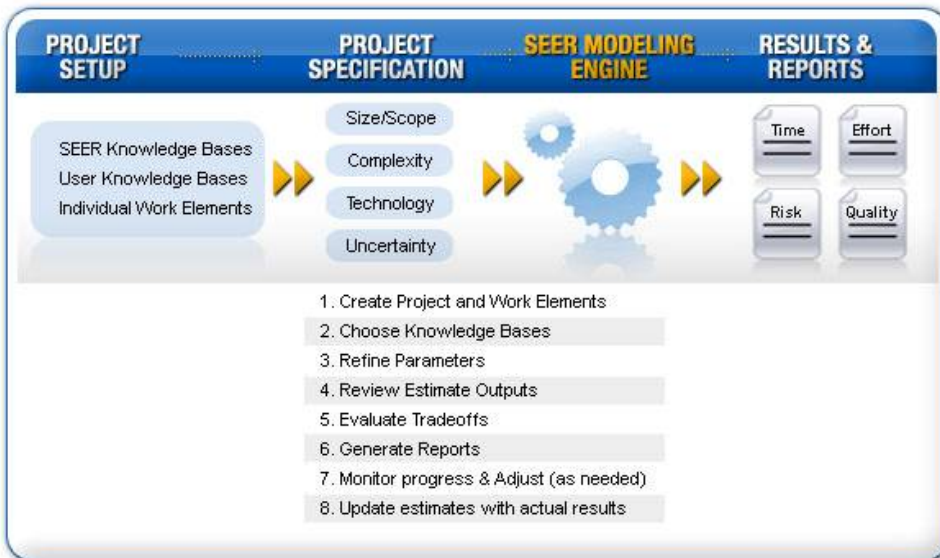 PROJECT
SETUP
PROJECT
SPECIFICATION
SEER MODELING
ENGINE
RESULTS &
REPORTS
SEER Knowledge Bases
User Knowledge Bases
Individual Work Elements
Size/Scope
Complexity
Technology
Uncertainty
Time
Effort
Risk
Quality
1. Create Project and Work Elements
2. Choose Knowledge Bases
3. Refine Parameters
4. Review Estimate Outputs
5. Evaluate Tradeoffs
6. Generate Reports
7. Monitor progress & Adjust (as needed)
8. Update estimates with actual results